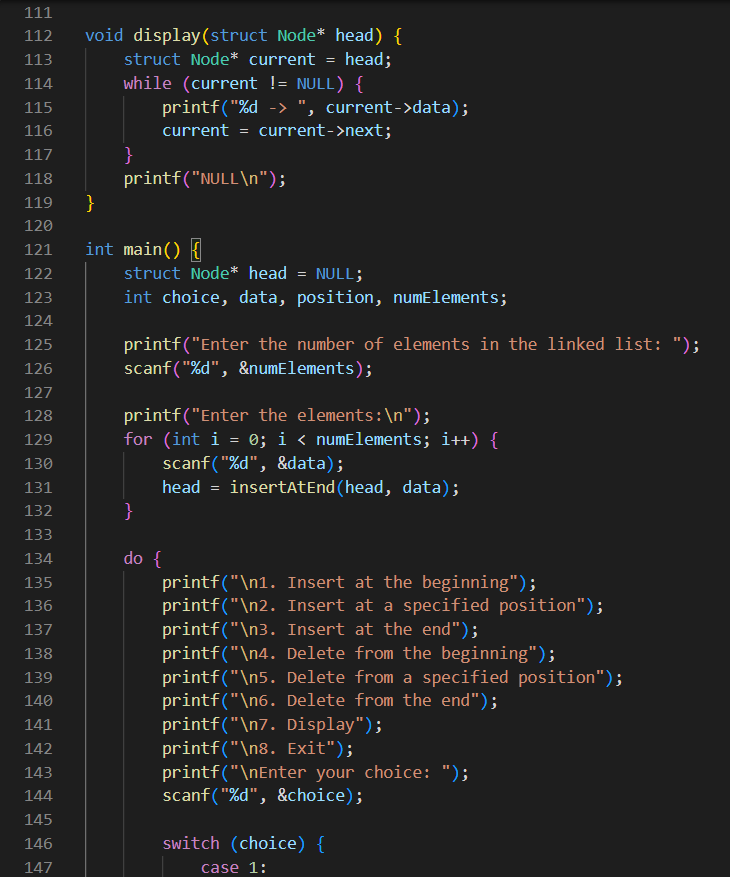 111
112 void display(struct Node* head) {
113     struct Node* current = head;
114     while (current != NULL) {
115         printf("%d -> ", current->data);
116         current = current->next;
117     }
118     printf("NULL\n");
119 }
120
121 int main() {
122     struct Node* head = NULL;
123     int choice, data, position, numElements;
124
125     printf("Enter the number of elements in the linked list: ");
126     scanf("%d", &numElements);
127
128     printf("Enter the elements:\n");
129     for (int i = 0; i < numElements; i++) {
130         scanf("%d", &data);
131         head = insertAtEnd(head, data);
132     }
133
134     do {
135         printf("\n1. Insert at the beginning");
136         printf("\n2. Insert at a specified position");
137         printf("\n3. Insert at the end");
138         printf("\n4. Delete from the beginning");
139         printf("\n5. Delete from a specified position");
140         printf("\n6. Delete from the end");
141         printf("\n7. Display");
142         printf("\n8. Exit");
143         printf("\nEnter your choice: ");
144         scanf("%d", &choice);
145
146         switch (choice) {
147             case 1: